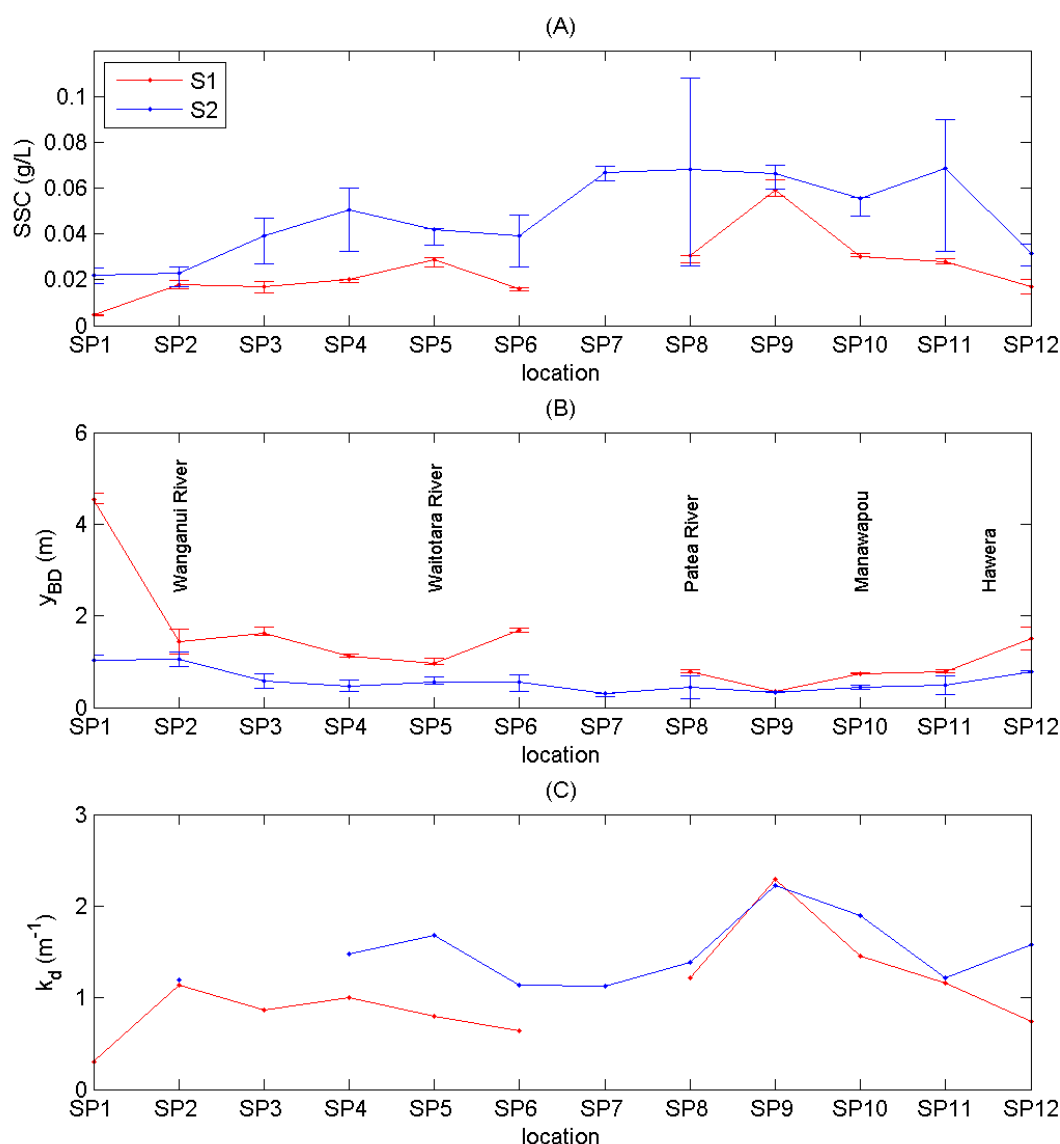 (A)
S1
S2
0.1
0.08
0.06
0.04
0.02
0
SSC (g/L)
SP1 SP2 SP3 SP4 SP5 SP6 SP7 SP8 SP9 SP10 SP11 SP12
location
(B)
6
4
2
0
y_BD (m)
Wanganui River
Waitotara River
Patea River
Manawapou
Hawera
SP1 SP2 SP3 SP4 SP5 SP6 SP7 SP8 SP9 SP10 SP11 SP12
location
(C)
3
2
1
0
k_d (m^-1)
SP1 SP2 SP3 SP4 SP5 SP6 SP7 SP8 SP9 SP10 SP11 SP12
location